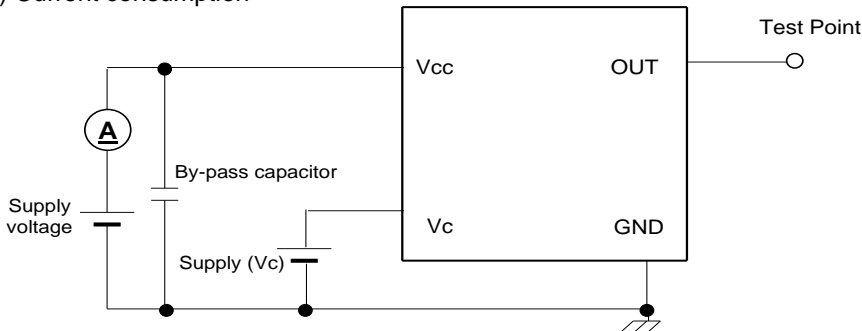 ) Current consumption
Test Point
Vcc
OUT
A
By-pass capacitor
Supply
voltage
Vc
GND
Supply (Vc)